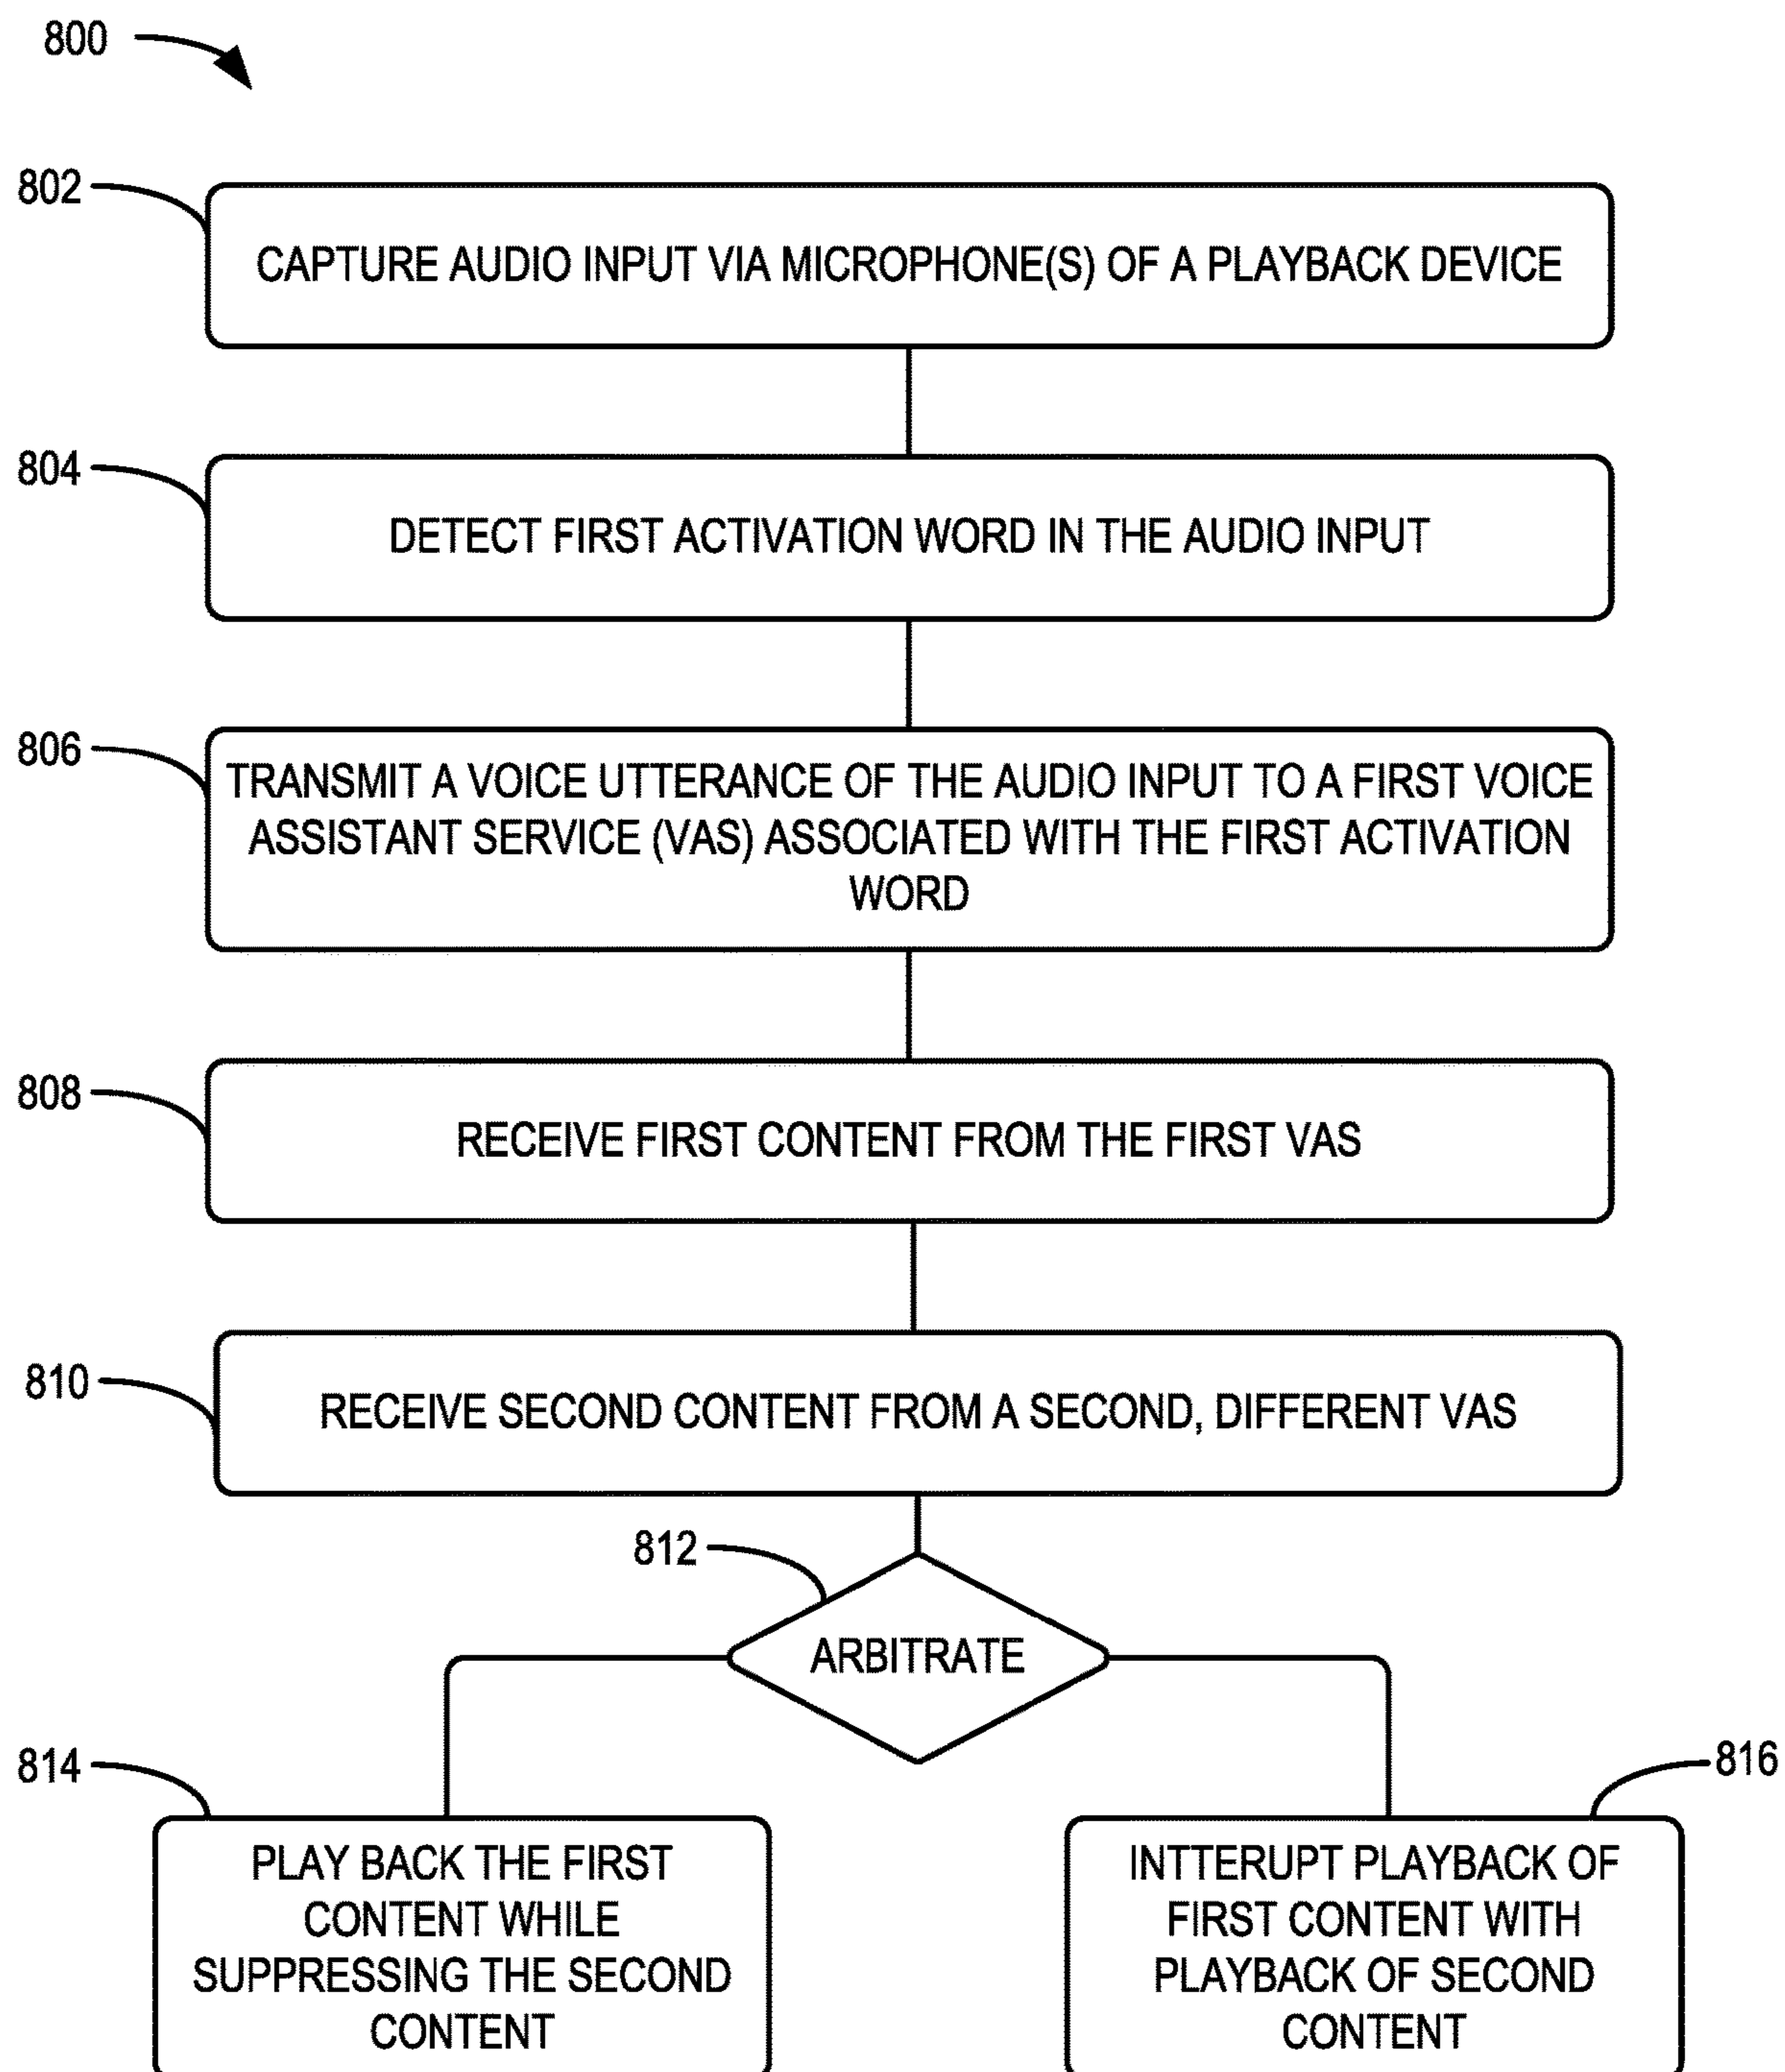 800
802
CAPTURE AUDIO INPUT VIA MICROPHONE(S) OF A PLAYBACK DEVICE
804
DETECT FIRST ACTIVATION WORD IN THE AUDIO INPUT
806
TRANSMIT A VOICE UTTERANCE OF THE AUDIO INPUT TO A FIRST VOICE
ASSISTANT SERVICE (VAS) ASSOCIATED WITH THE FIRST ACTIVATION
WORD
808
RECEIVE FIRST CONTENT FROM THE FIRST VAS
810
RECEIVE SECOND CONTENT FROM A SECOND, DIFFERENT VAS
812
ARBITRATE
814
PLAY BACK THE FIRST
CONTENT WHILE
SUPPRESSING THE SECOND
CONTENT
816
INTTERUPT PLAYBACK OF
FIRST CONTENT WITH
PLAYBACK OF SECOND
CONTENT